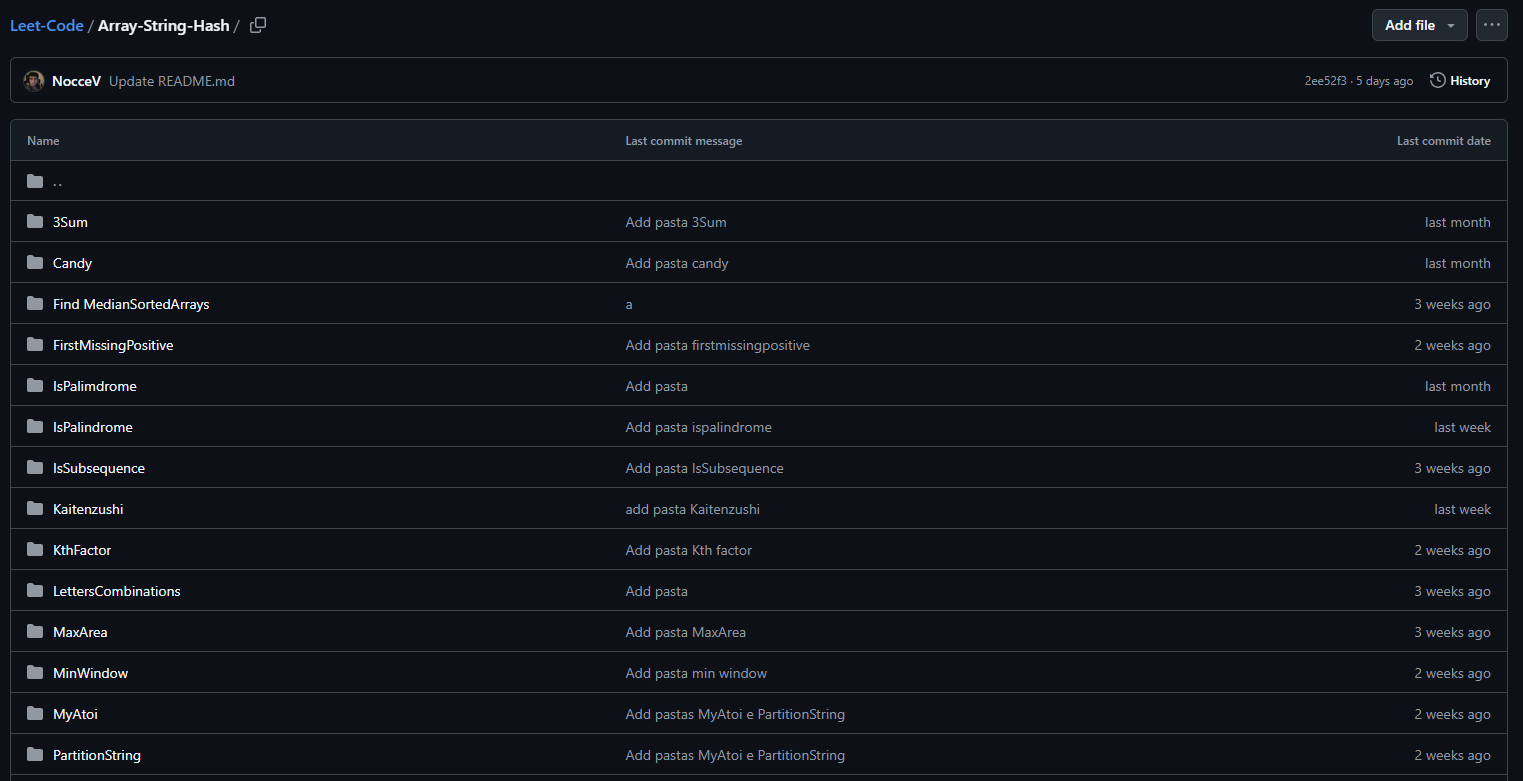 Leet-Code / Array-String-Hash /
Add file
NocceV Update README.md
2ee52f3 · 5 days ago
History
Name Last commit message Last commit date
..
3Sum Add pasta 3Sum last month
Candy Add pasta candy last month
Find MedianSortedArrays a 3 weeks ago
FirstMissingPositive Add pasta firstmissingpositive 2 weeks ago
IsPalimdrome Add pasta last month
IsPalindrome Add pasta ispalindrome last week
IsSubsequence Add pasta IsSubsequence 3 weeks ago
Kaitenzushi add pasta Kaitenzushi last week
KthFactor Add pasta Kth factor 2 weeks ago
LettersCombinations Add pasta 3 weeks ago
MaxArea Add pasta MaxArea 3 weeks ago
MinWindow Add pasta min window 2 weeks ago
MyAtoi Add pastas MyAtoi e PartitionString 2 weeks ago
PartitionString Add pastas MyAtoi e PartitionString 2 weeks ago